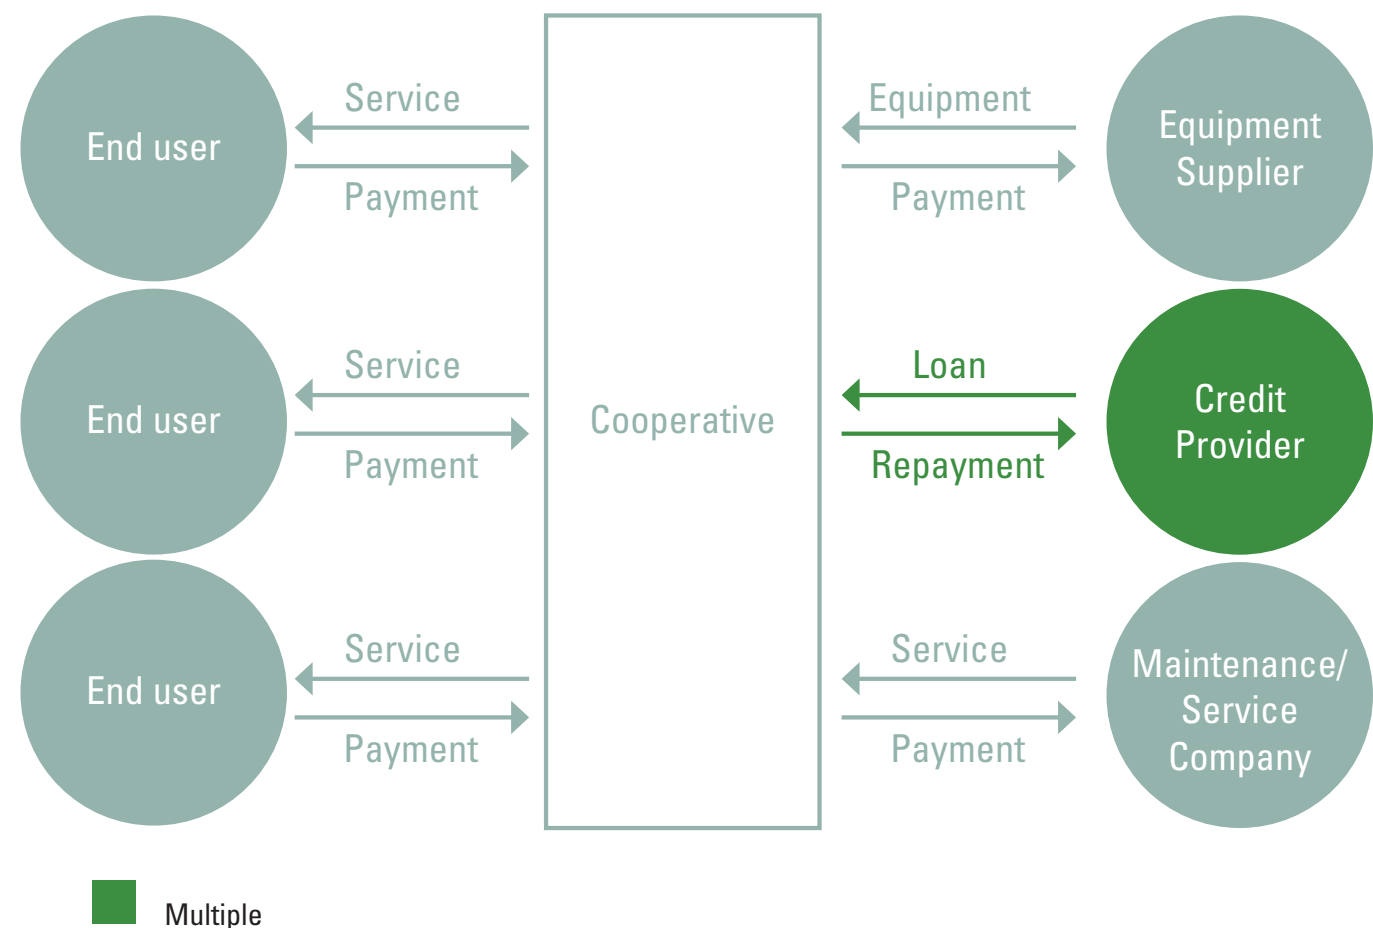 Service
Equipment
End user
Equipment
Supplier
Payment
Payment
Service
Loan
End user
Cooperative
Credit
Provider
Payment
Repayment
Service
Service
End user
Maintenance/
Service
Company
Payment
Payment
Multiple